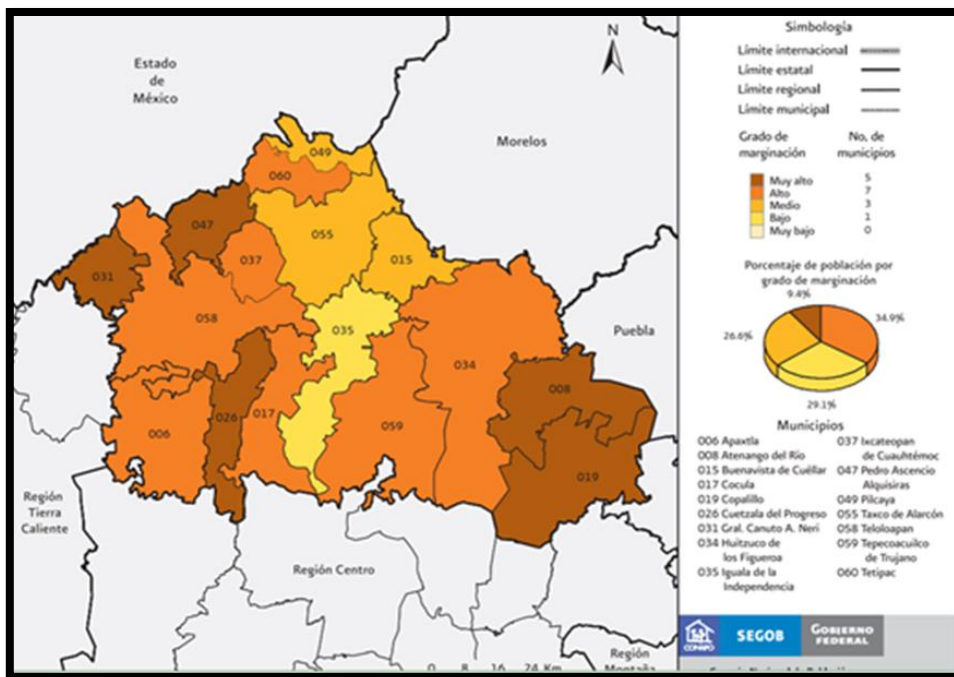 Estado
de
México
N
Morelos
Puebla
Región
Tierra
Caliente
Región Centro
Región
Montaña
049
060
047
055
037
015
031
058
035
034
008
026
017
006
059
019
0 8 16 24 Km
Simbología
Límite internacional
Límite estatal
Límite regional
Límite municipal
Grado de marginación
No. de municipios
Muy alto 5
Alto 7
Medio 3
Bajo 1
Muy bajo 0
Porcentaje de población por
grado de marginación
9.4%
34.9%
26.6%
29.1%
Municipios
006 Apaxtla
008 Atenango del Río
015 Buenavista de Cuéllar
017 Cocula
019 Copalillo
026 Cuetzala del Progreso
031 Gral. Canuto A. Neri
034 Huitzuco de
los Figueroa
035 Iguala de la
Independencia
037 Ixcateopan
de Cuauhtémoc
047 Pedro Ascencio
Alquisiras
049 Pilcaya
055 Taxco de Alarcón
058 Teloloapan
059 Tepecoacuilco
de Trujano
060 Tetipac
CONAPO
SEGOB
GOBIERNO
FEDERAL